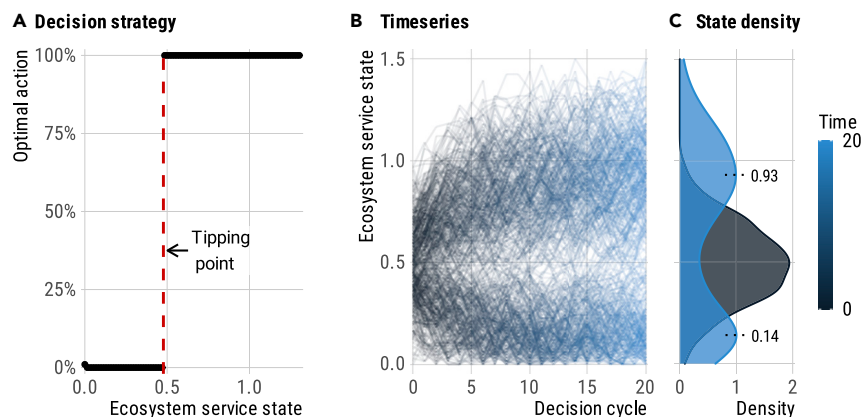 A Decision strategy
Optimal action
100%
75%
50%
25%
0%
Tipping
point
0.0
0.5
1.0
Ecosystem service state
B Timeseries
Ecosystem service state
1.5
1.0
0.5
0.0
0
5
10
15
20
Decision cycle
C State density
0.93
0.14
0
1
2
Density
Time
20
0